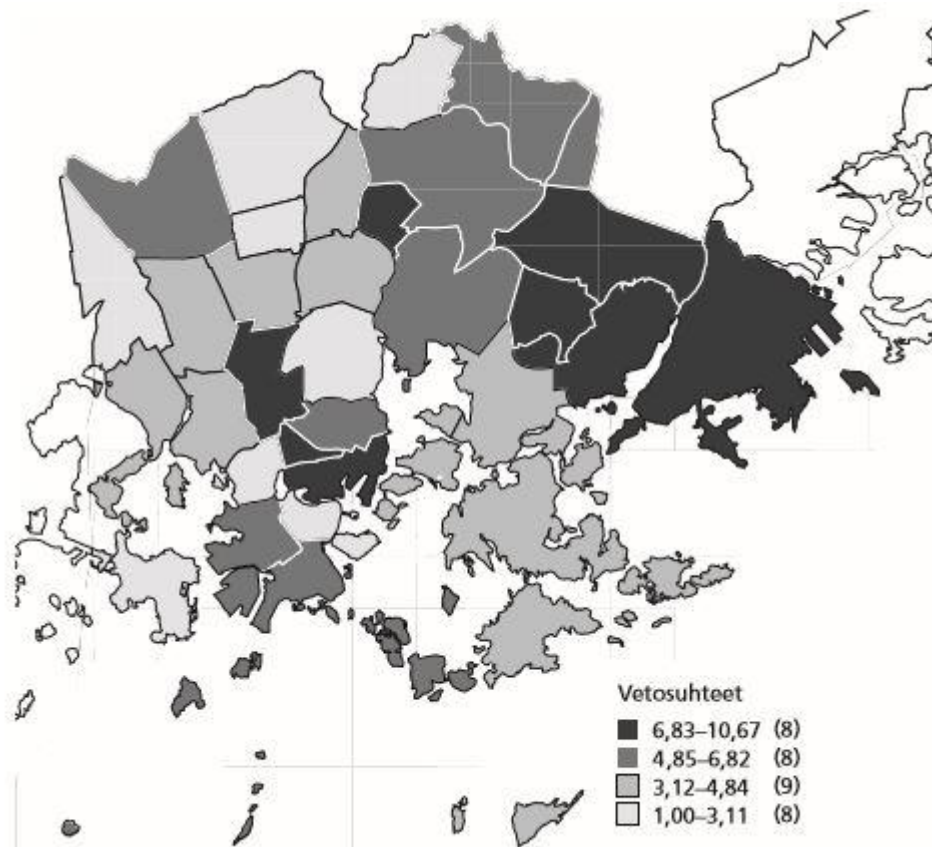 Vetosuhteet
6,83–10,67 (8)
4,85–6,82 (8)
3,12–4,84 (9)
1,00–3,11 (8)